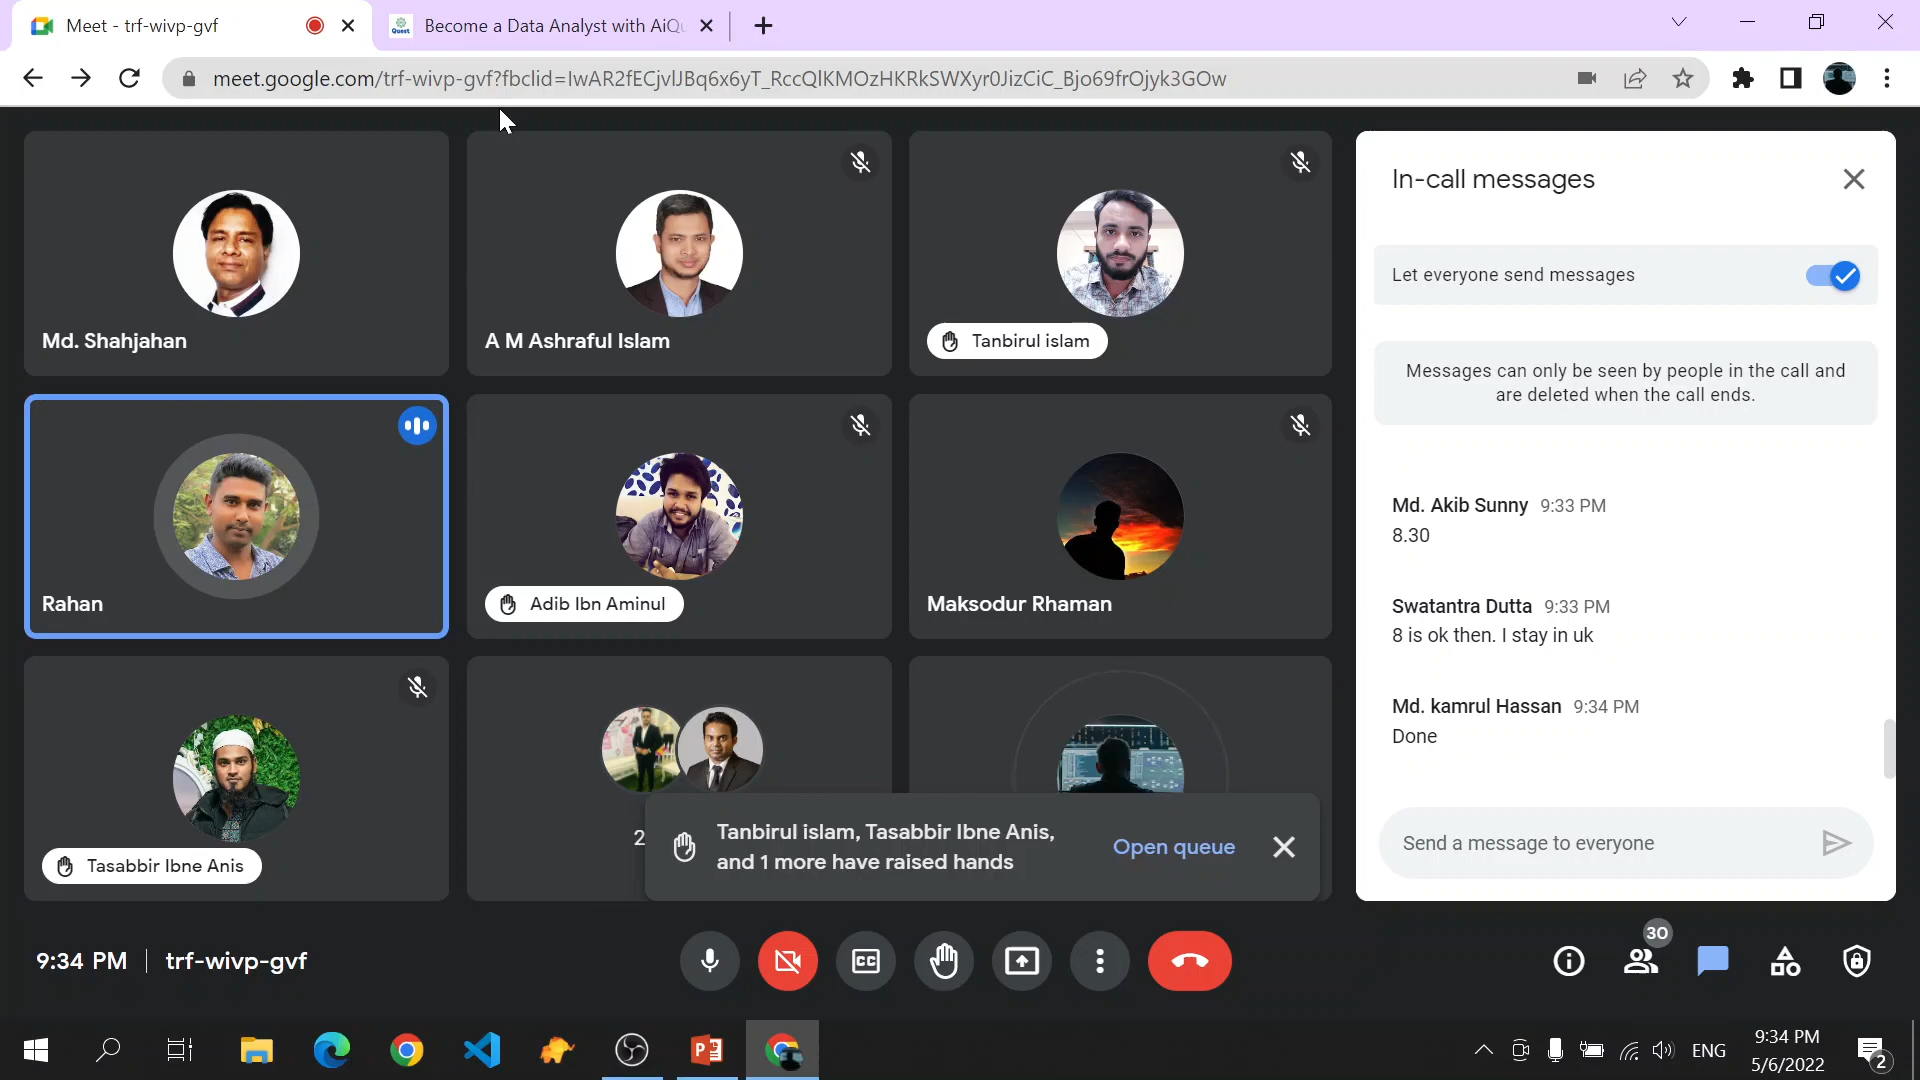 Meet - trf-wivp-gvf
Quest
Become a Data Analyst with AiQu
meet.google.com/trf-wivp-gvf?fbclid=IwAR2fECjvlJBq6x6yT_RccQlKMOzHKRkSWXyr0JizCiC_Bjo69frOjyk3GOw
Md. Shahjahan
A M Ashraful Islam
Tanbirul islam
Rahan
Adib Ibn Aminul
Maksodur Rhaman
Tasabbir Ibne Anis
2
Tanbirul islam, Tasabbir Ibne Anis,
and 1 more have raised hands
Open queue
In-call messages
Let everyone send messages
Messages can only be seen by people in the call and
are deleted when the call ends.
Md. Akib Sunny 9:33 PM
8.30
Swatantra Dutta 9:33 PM
8 is ok then. I stay in uk
Md. kamrul Hassan 9:34 PM
Done
Send a message to everyone
9:34 PM
trf-wivp-gvf
CC
30
ENG
9:34 PM
5/6/2022
2